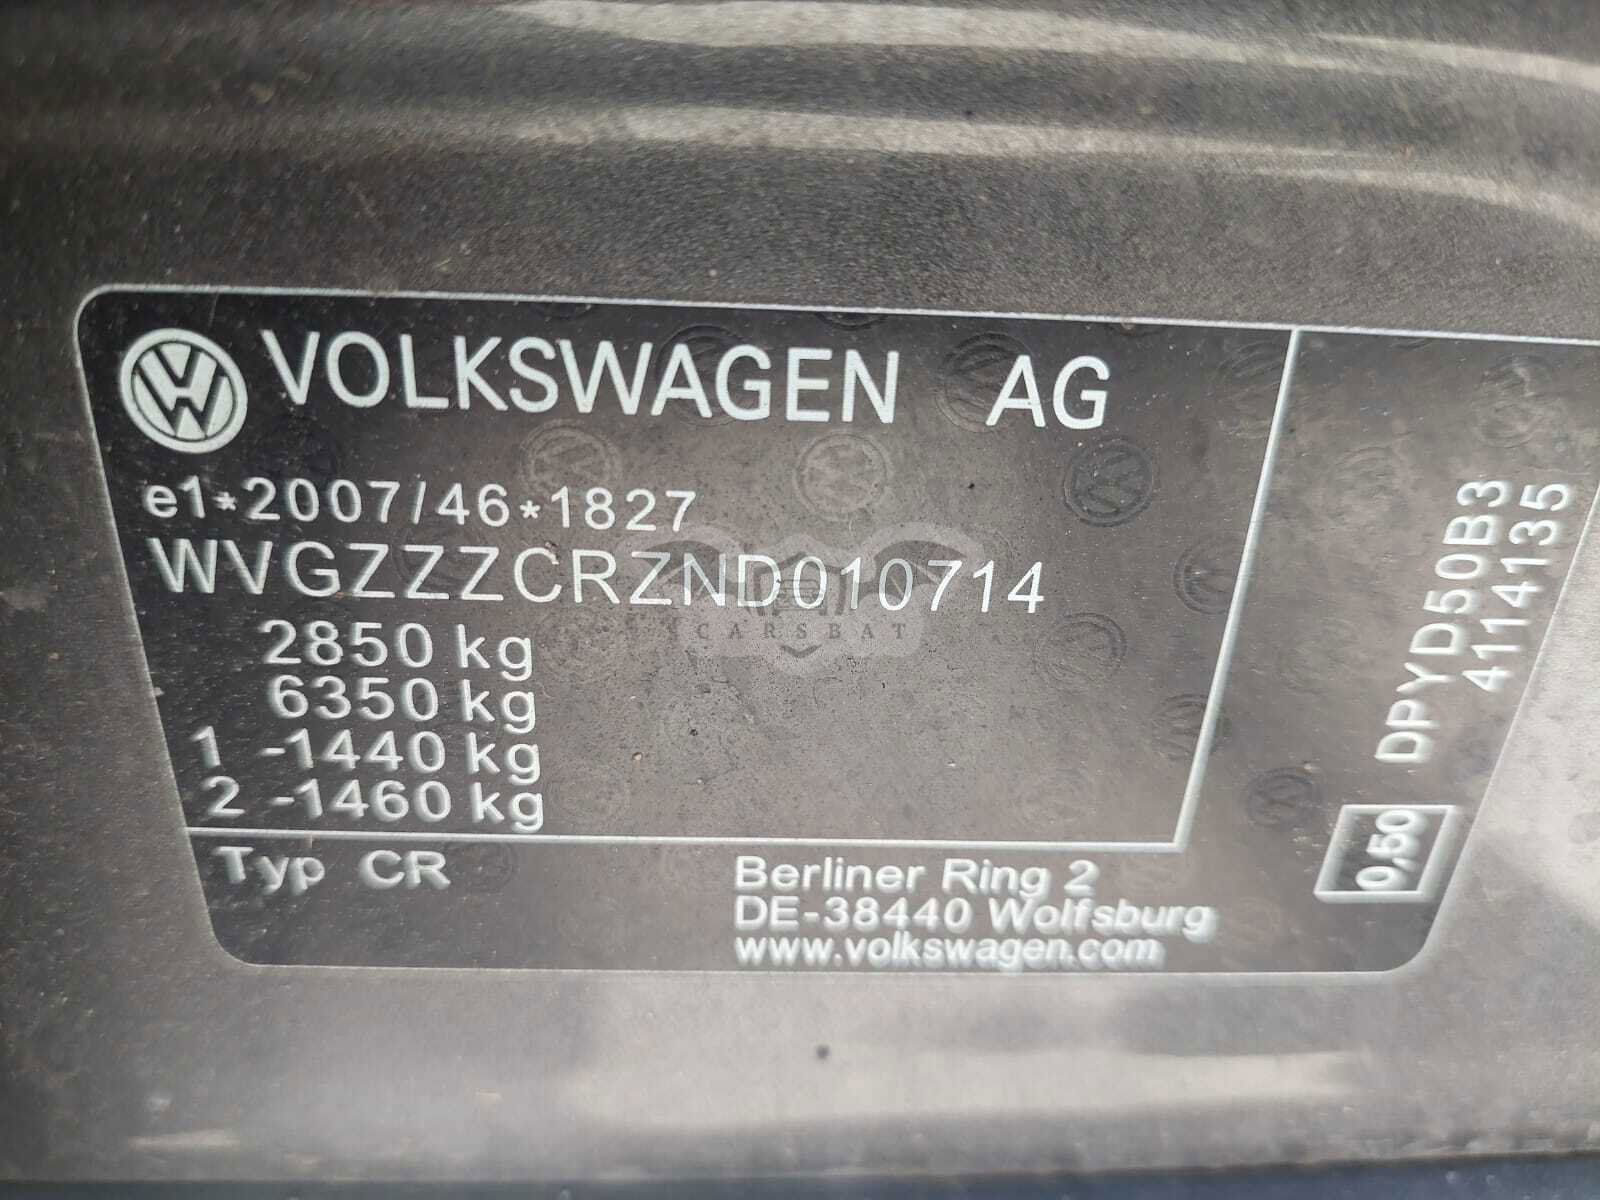 VOLKSWAGEN AG
e1*2007/46*1827
WVGZZZCRZND010714
2850 kg
6350 kg
1 -1440 kg
2 -1460 kg
Typ CR
Berliner Ring 2
DE-38440 Wolfsburg
www.volkswagen.com
DPYD50B3
4114135
0,50
CARSBAT